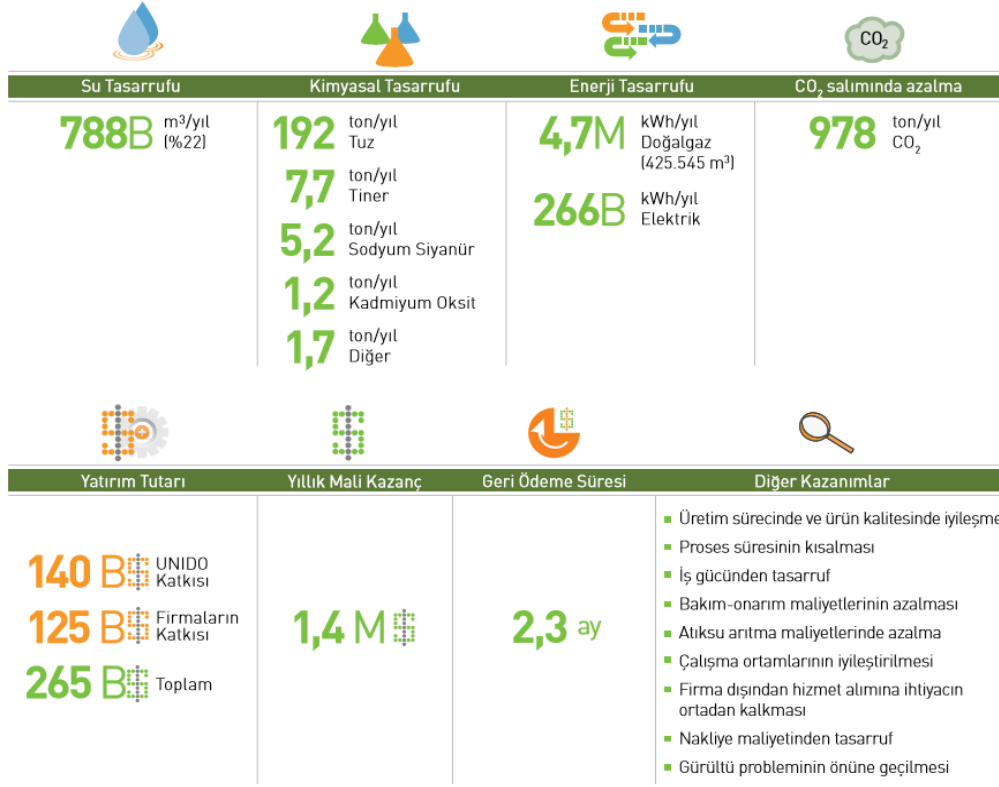 CO₂
Su Tasarrufu
788B m³/yıl
(%22)
Kimyasal Tasarrufu
192 ton/yıl
Tuz
7,7 ton/yıl
Tiner
5,2 ton/yıl
Sodyum Siyanür
1,2 ton/yıl
Kadmiyum Oksit
1,7 ton/yıl
Diğer
Enerji Tasarrufu
4,7M kWh/yıl
Doğalgaz
(425.545 m³)
266B kWh/yıl
Elektrik
CO₂ salımında azalma
978 ton/yıl
CO₂
Yatırım Tutarı
140 B$ UNIDO
Katkısı
125 B$ Firmaların
Katkısı
265 B$ Toplam
Yıllık Mali Kazanç
1,4 M $
Geri Ödeme Süresi
2,3 ay
Diğer Kazanımlar
Üretim sürecinde ve ürün kalitesinde iyileşme
Proses süresinin kısalması
İş gücünden tasarruf
Bakım-onarım maliyetlerinin azalması
Atıksu arıtma maliyetlerinde azalma
Çalışma ortamlarının iyileştirilmesi
Firma dışından hizmet alımına ihtiyacın
ortadan kalkması
Nakliye maliyetinden tasarruf
Gürültü probleminin önüne geçilmesi